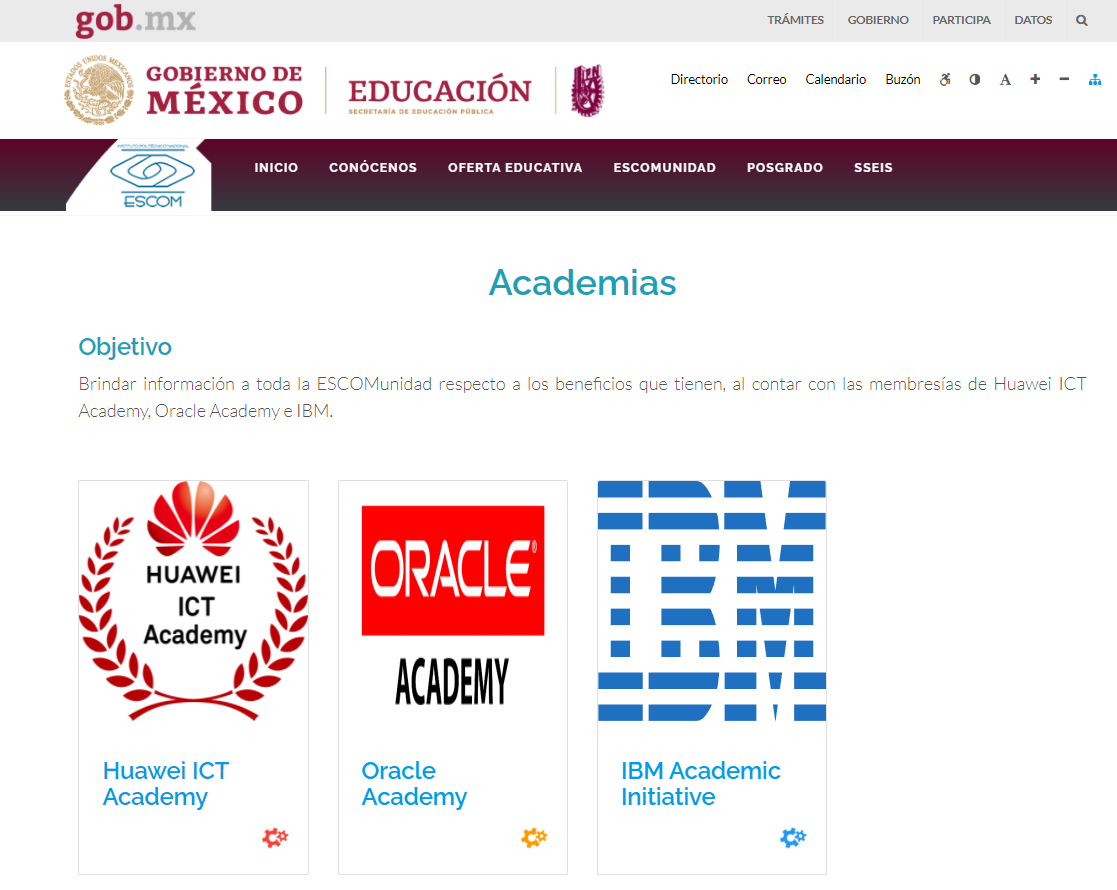 gob.mx
TRÁMITES GOBIERNO PARTICIPA DATOS
ESTADOS UNIDOS MEXICANOS
GOBIERNO DE
MÉXICO
EDUCACIÓN
SECRETARÍA DE EDUCACIÓN PÚBLICA
Directorio Correo Calendario Buzón A
INSTITUTO POLITÉCNICO NACIONAL
ESCOM
INICIO CONÓCENOS OFERTA EDUCATIVA ESCOMUNIDAD POSGRADO SSEIS
Academias
Objetivo
Brindar información a toda la ESCOMunidad respecto a los beneficios que tienen, al contar con las membresías de Huawei ICT
Academy, Oracle Academy e IBM.
HUAWEI
ICT
Academy
ORACLE®
ACADEMY
IBM
Huawei ICT
Academy
Oracle
Academy
IBM Academic
Initiative